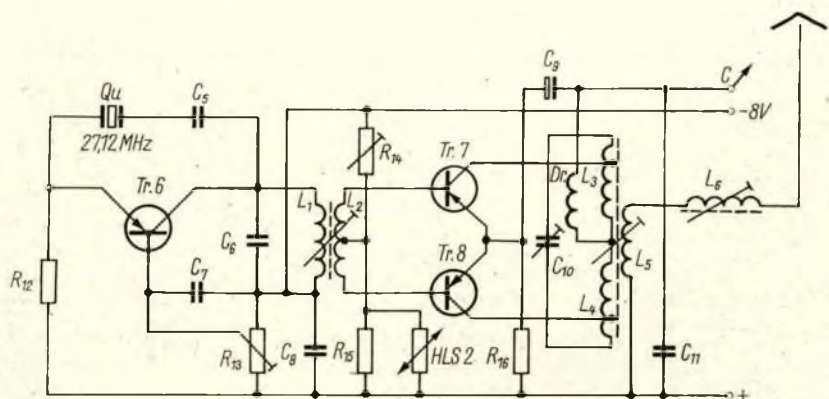 C₉
C
-8V
Qu
C₅
27,12 MHz
R₁₄
Tr. 7
Dr.
L₃
L₆
Tr. 6
L₁
L₂
C₆
C₁₀
L₅
Tr. 8
R₁₂
C₇
L₄
R₁₃
C₈
R₁₅
HLS 2
R₁₆
C₁₁
+